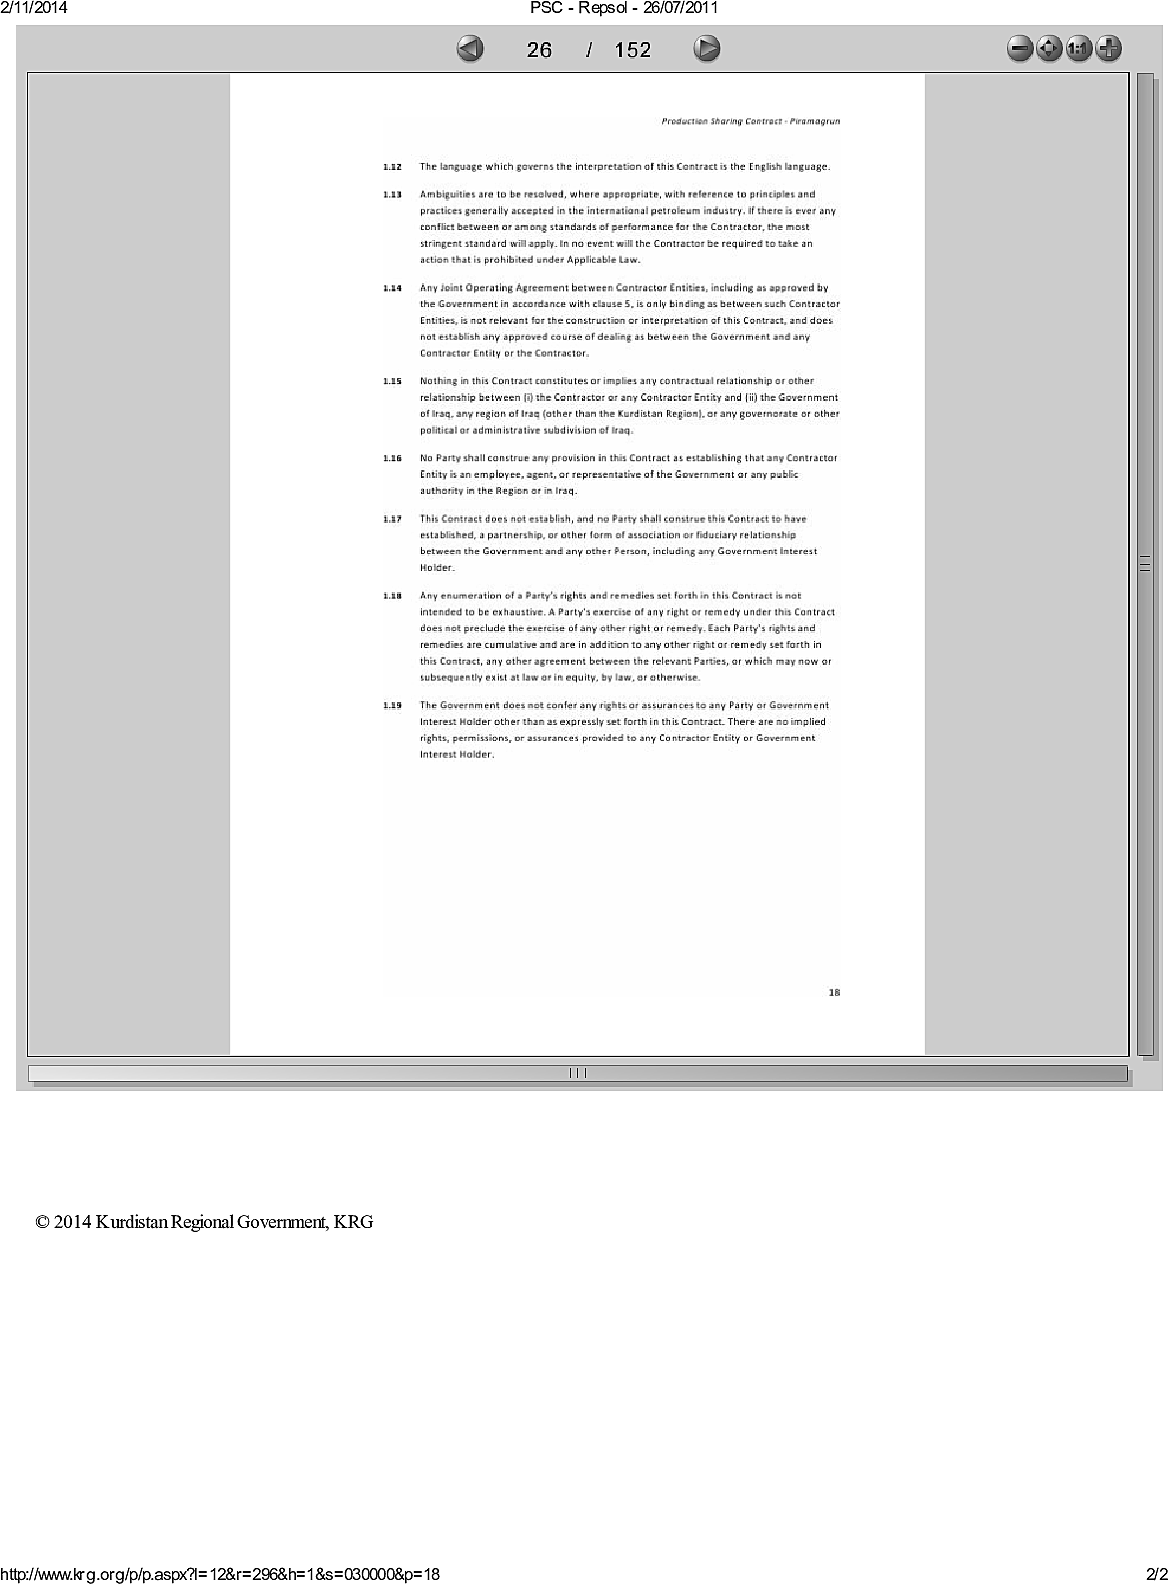 2/11/2014 PSC - Repsol - 26/07/2011
26 / 152
1:1
Production Sharing Contract - Piramagrun
1.12 The language which governs the interpretation of this Contract is the English language.
1.13 Ambiguities are to be resolved, where appropriate, with reference to principles and
practices generally accepted in the international petroleum industry. If there is ever any
conflict between or among standards of performance for the Contractor, the most
stringent standard will apply. In no event will the Contractor be required to take an
action that is prohibited under Applicable Law.
1.14 Any Joint Operating Agreement between Contractor Entities, including as approved by
the Government in accordance with clause 5, is only binding as between such Contractor
Entities, is not relevant for the construction or interpretation of this Contract, and does
not establish any approved course of dealing as between the Government and any
Contractor Entity or the Contractor.
1.15 Nothing in this Contract constitutes or implies any contractual relationship or other
relationship between (i) the Contractor or any Contractor Entity and (ii) the Government
of Iraq, any region of Iraq (other than the Kurdistan Region), or any governorate or other
political or administrative subdivision of Iraq.
1.16 No Party shall construe any provision in this Contract as establishing that any Contractor
Entity is an employee, agent, or representative of the Government or any public
authority in the Region or in Iraq.
1.17 This Contract does not establish, and no Party shall construe this Contract to have
established, a partnership, or other form of association or fiduciary relationship
between the Government and any other Person, including any Government Interest
Holder.
1.18 Any enumeration of a Party's rights and remedies set forth in this Contract is not
intended to be exhaustive. A Party's exercise of any right or remedy under this Contract
does not preclude the exercise of any other right or remedy. Each Party's rights and
remedies are cumulative and are in addition to any other right or remedy set forth in
this Contract, any other agreement between the relevant Parties, or which may now or
subsequently exist at law or in equity, by law, or otherwise.
1.19 The Government does not confer any rights or assurances to any Party or Government
Interest Holder other than as expressly set forth in this Contract. There are no implied
rights, permissions, or assurances provided to any Contractor Entity or Government
Interest Holder.
18
© 2014 Kurdistan Regional Government, KRG
http://www.krg.org/p/p.aspx?l=12&r=296&h=1&s=030000&p=18 2/2